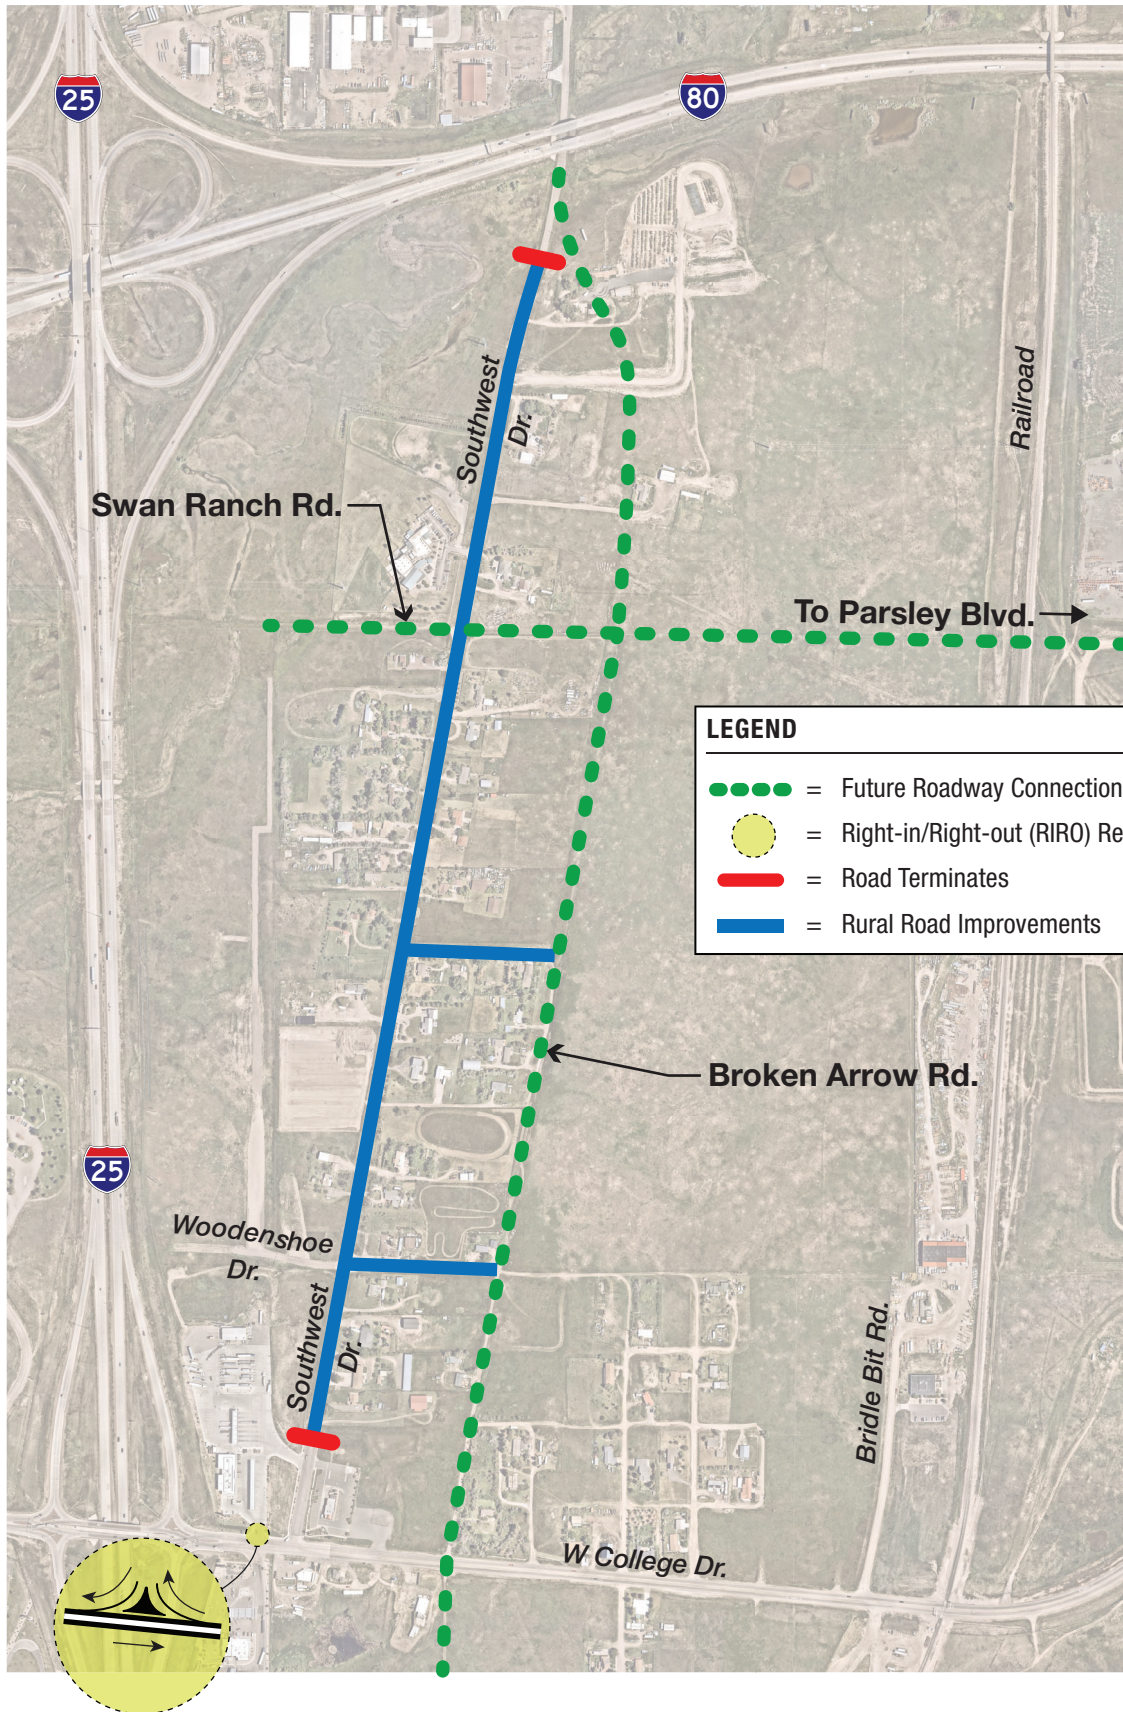 25
80
Southwest
Dr.
Railroad
Swan Ranch Rd.
To Parsley Blvd.
LEGEND
= Future Roadway Connection
= Right-in/Right-out (RIRO) Re
= Road Terminates
= Rural Road Improvements
Broken Arrow Rd.
25
Woodenshoe
Dr.
Southwest
Dr.
Bridle Bit Rd.
W College Dr.